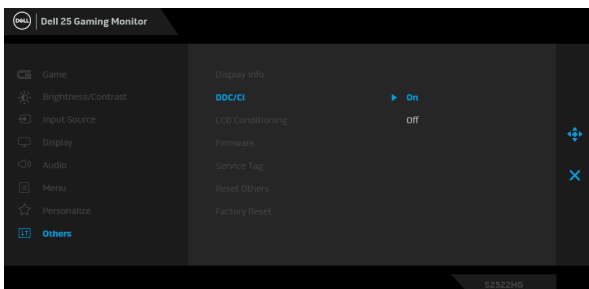 DELL Dell 25 Gaming Monitor
Game
Display Info
Brightness/Contrast
DDC/CI
On
Input Source
LCD Conditioning
Off
Display
Firmware
Audio
Service Tag
Menu
Reset Others
Personalize
Factory Reset
Others
S2522HG